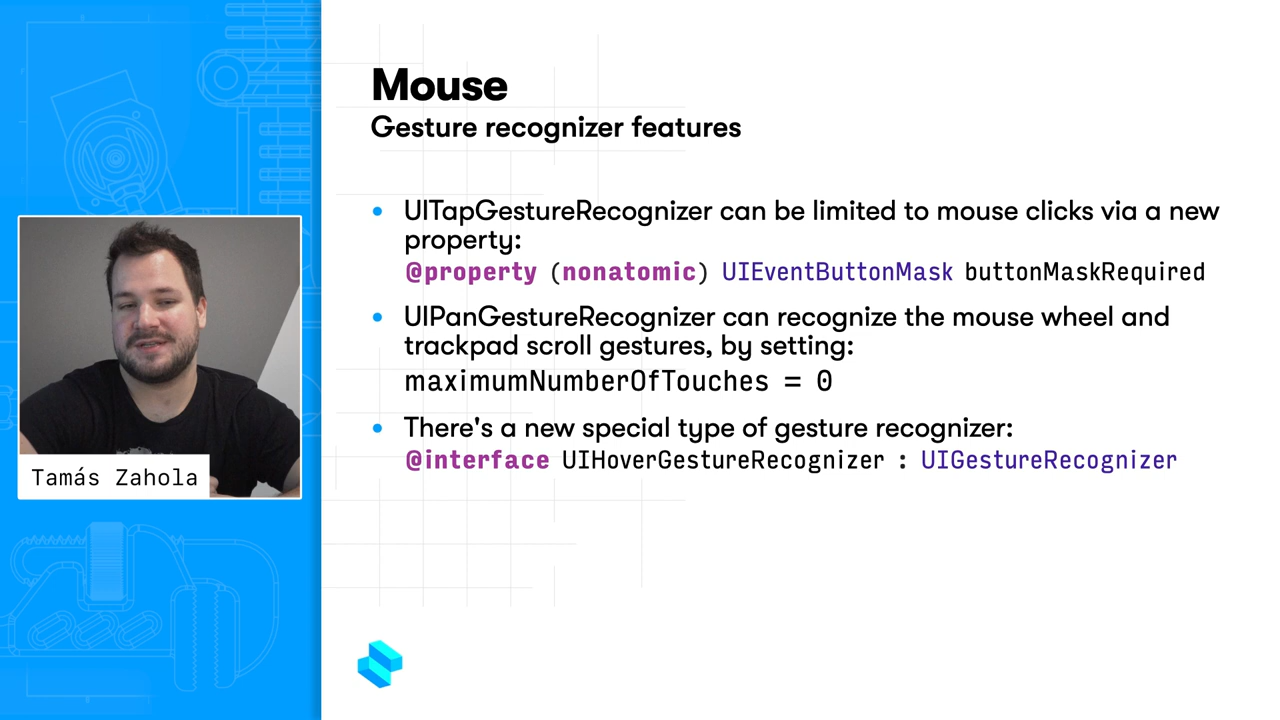 Mouse
Gesture recognizer features
UITapGestureRecognizer can be limited to mouse clicks via a new
property:
@property (nonatomic) UIEventButtonMask buttonMaskRequired
UIPanGestureRecognizer can recognize the mouse wheel and
trackpad scroll gestures, by setting:
maximumNumberOfTouches = 0
There's a new special type of gesture recognizer:
@interface UIHoverGestureRecognizer : UIGestureRecognizer
Tamás Zahola